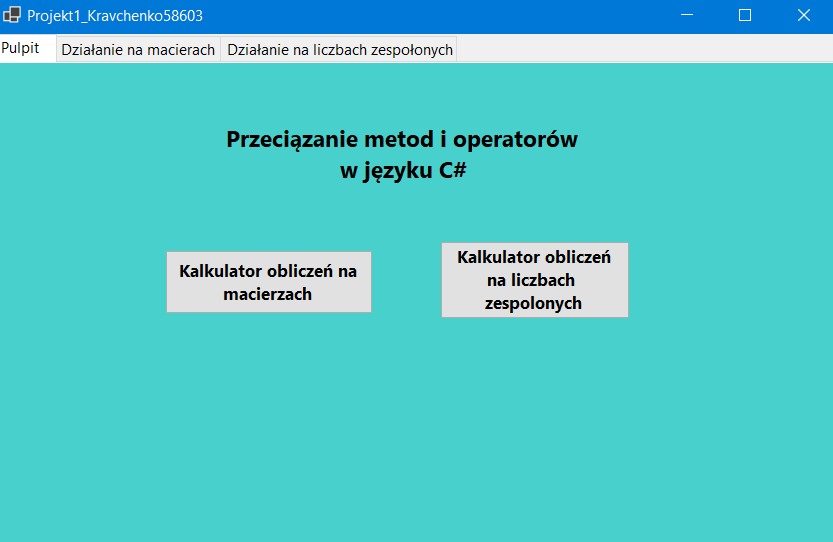 Projekt1_Kravchenko58603
Pulpit
Działanie na macierach
Działanie na liczbach zespołonych
Przeciązanie metod i operatorów
w języku C#
Kalkulator obliczeń na
macierzach
Kalkulator obliczeń
na liczbach
zespolonych